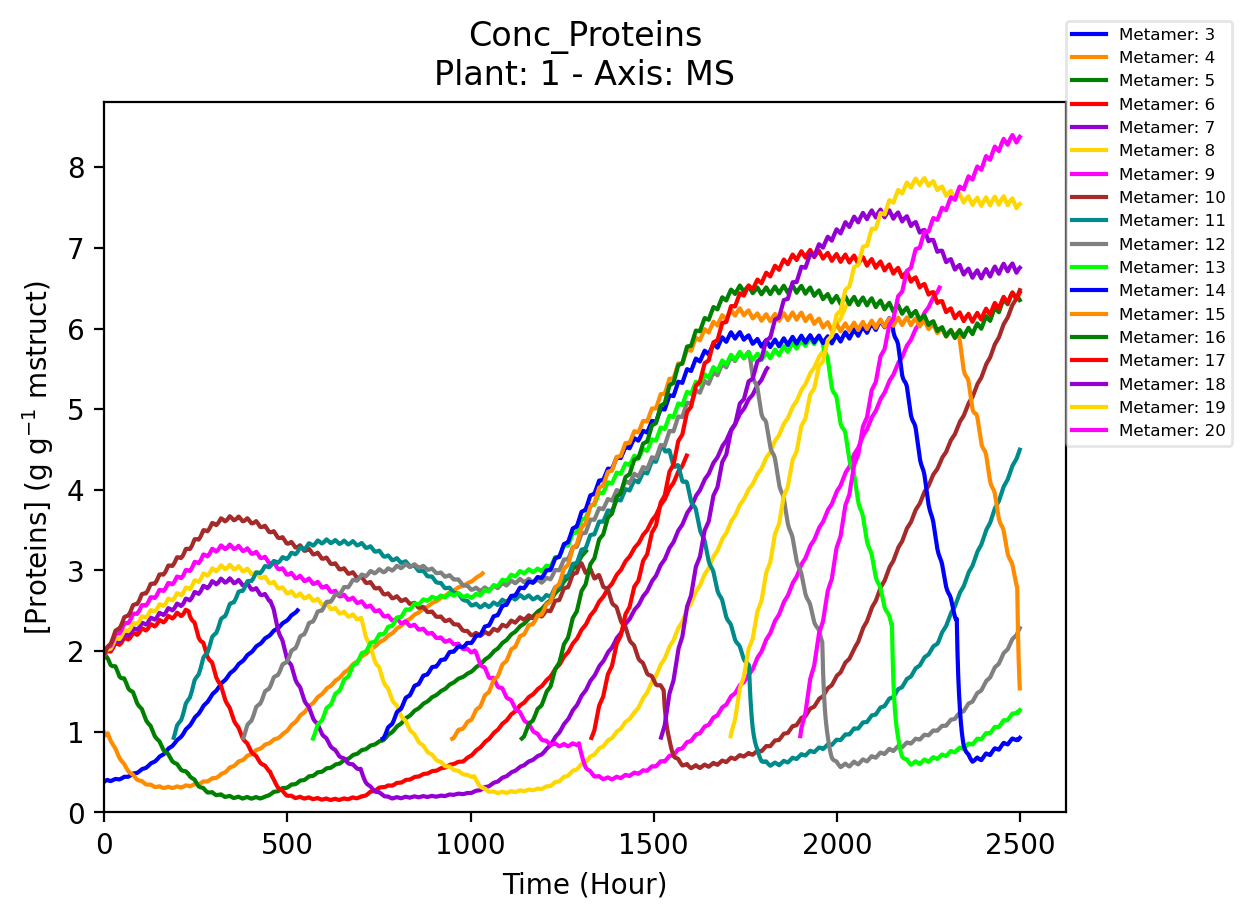 Conc_Proteins
Plant: 1 - Axis: MS
Metamer: 3
Metamer: 4
Metamer: 5
Metamer: 6
Metamer: 7
Metamer: 8
Metamer: 9
Metamer: 10
Metamer: 11
Metamer: 12
Metamer: 13
Metamer: 14
Metamer: 15
Metamer: 16
Metamer: 17
Metamer: 18
Metamer: 19
Metamer: 20
8
7
6
5
4
3
2
1
0
[Proteins] (g g⁻¹ mstruct)
0 500 1000 1500 2000 2500
Time (Hour)